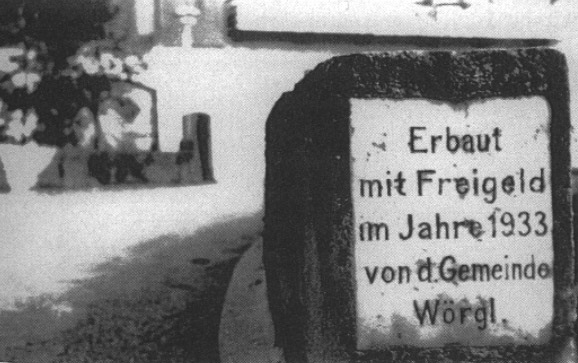 Erbaut
mit Freigeld
im Jahre 1933
von d. Gemeinde
Wörgl.